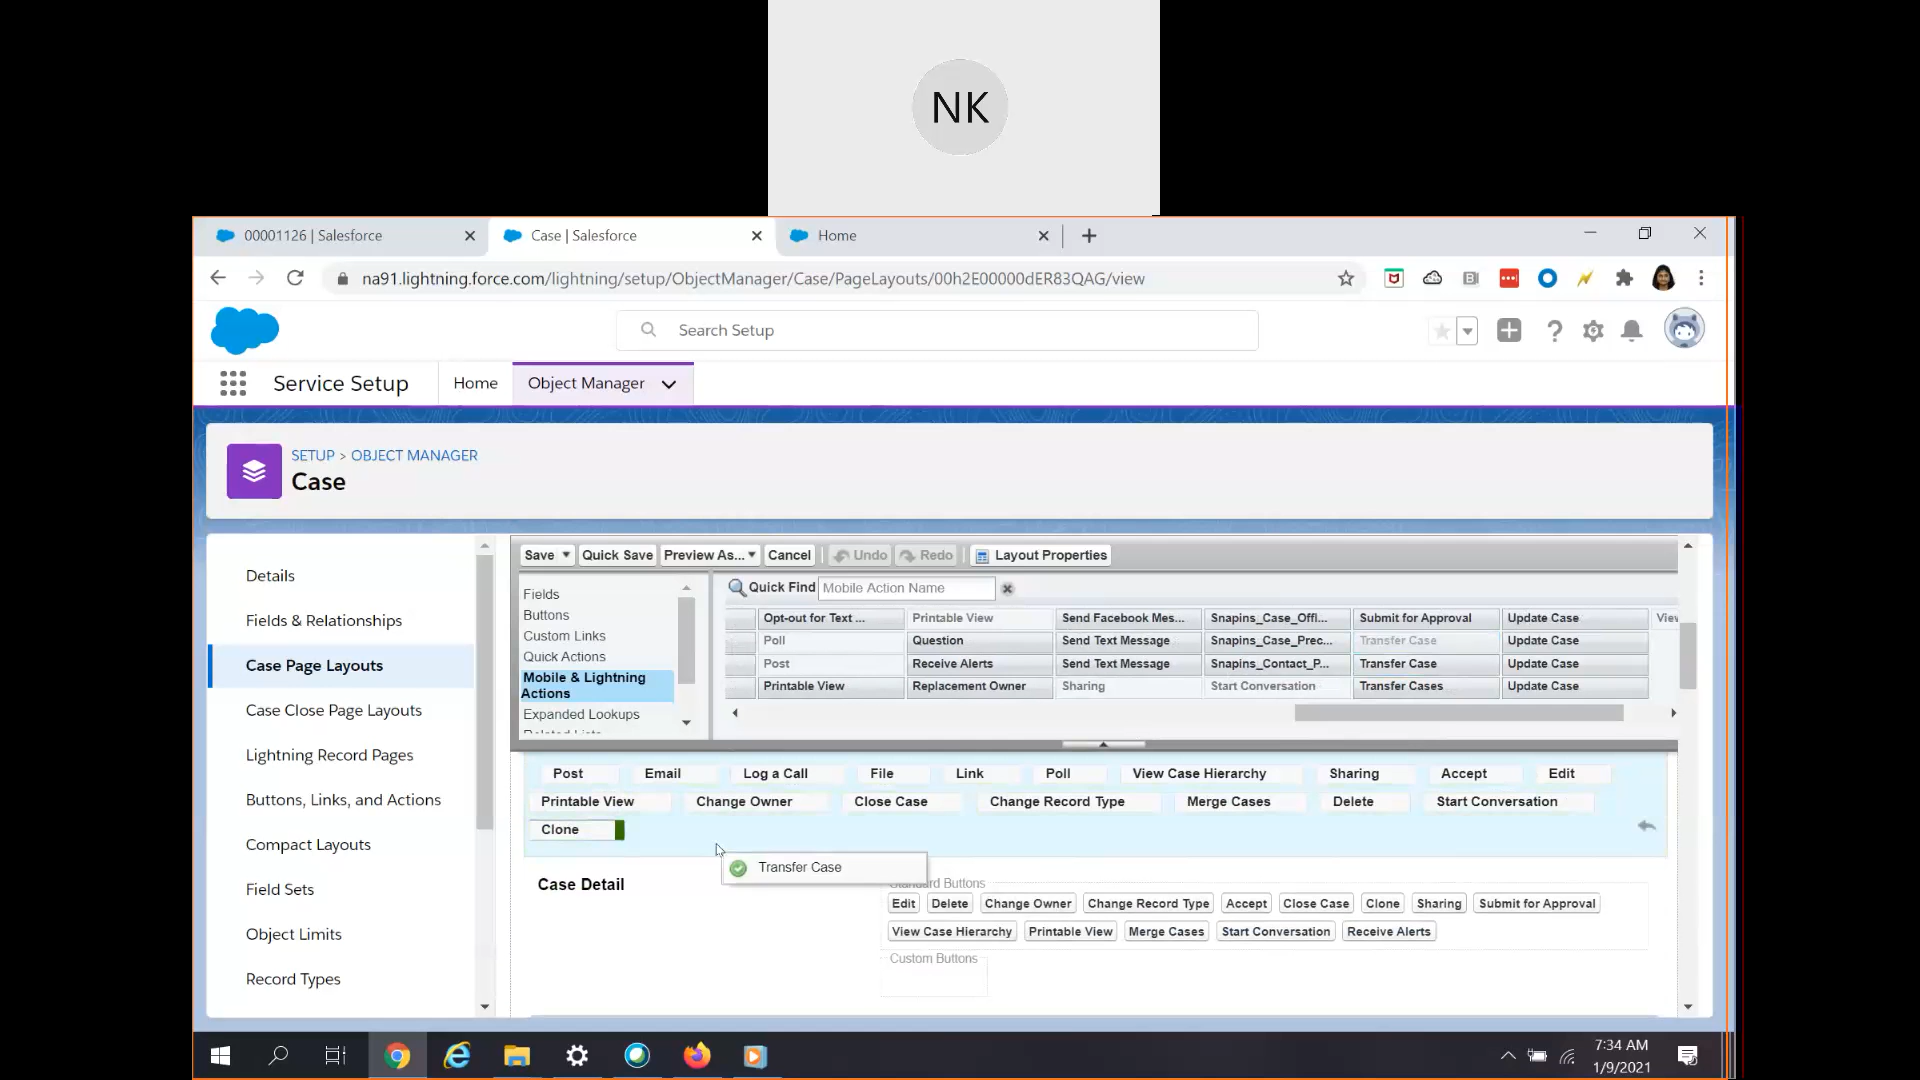 NK
00001126 | Salesforce
Case | Salesforce
Home
na91.lightning.force.com/lightning/setup/ObjectManager/Case/PageLayouts/00h2E00000dER83QAG/view
Search Setup
Service Setup
Home
Object Manager
SETUP > OBJECT MANAGER
Case
Details
Fields & Relationships
Case Page Layouts
Case Close Page Layouts
Lightning Record Pages
Buttons, Links, and Actions
Compact Layouts
Field Sets
Object Limits
Record Types
Save Quick Save Preview As... Cancel Undo Redo Layout Properties
Fields
Buttons
Custom Links
Quick Actions
Mobile & Lightning
Actions
Expanded Lookups
Related Lists
Quick Find Mobile Action Name
Opt-out for Text ... Printable View Send Facebook Mes... Snapins_Case_Offi... Submit for Approval Update Case View
Poll Question Send Text Message Snapins_Case_Prec... Transfer Case Update Case
Post Receive Alerts Send Text Message Snapins_Contact_P... Transfer Case Update Case
Printable View Replacement Owner Sharing Start Conversation Transfer Cases Update Case
Post Email Log a Call File Link Poll View Case Hierarchy Sharing Accept Edit
Printable View Change Owner Close Case Change Record Type Merge Cases Delete Start Conversation
Clone
Transfer Case
Case Detail
Standard Buttons
Edit Delete Change Owner Change Record Type Accept Close Case Clone Sharing Submit for Approval
View Case Hierarchy Printable View Merge Cases Start Conversation Receive Alerts
Custom Buttons
7:34 AM
1/9/2021